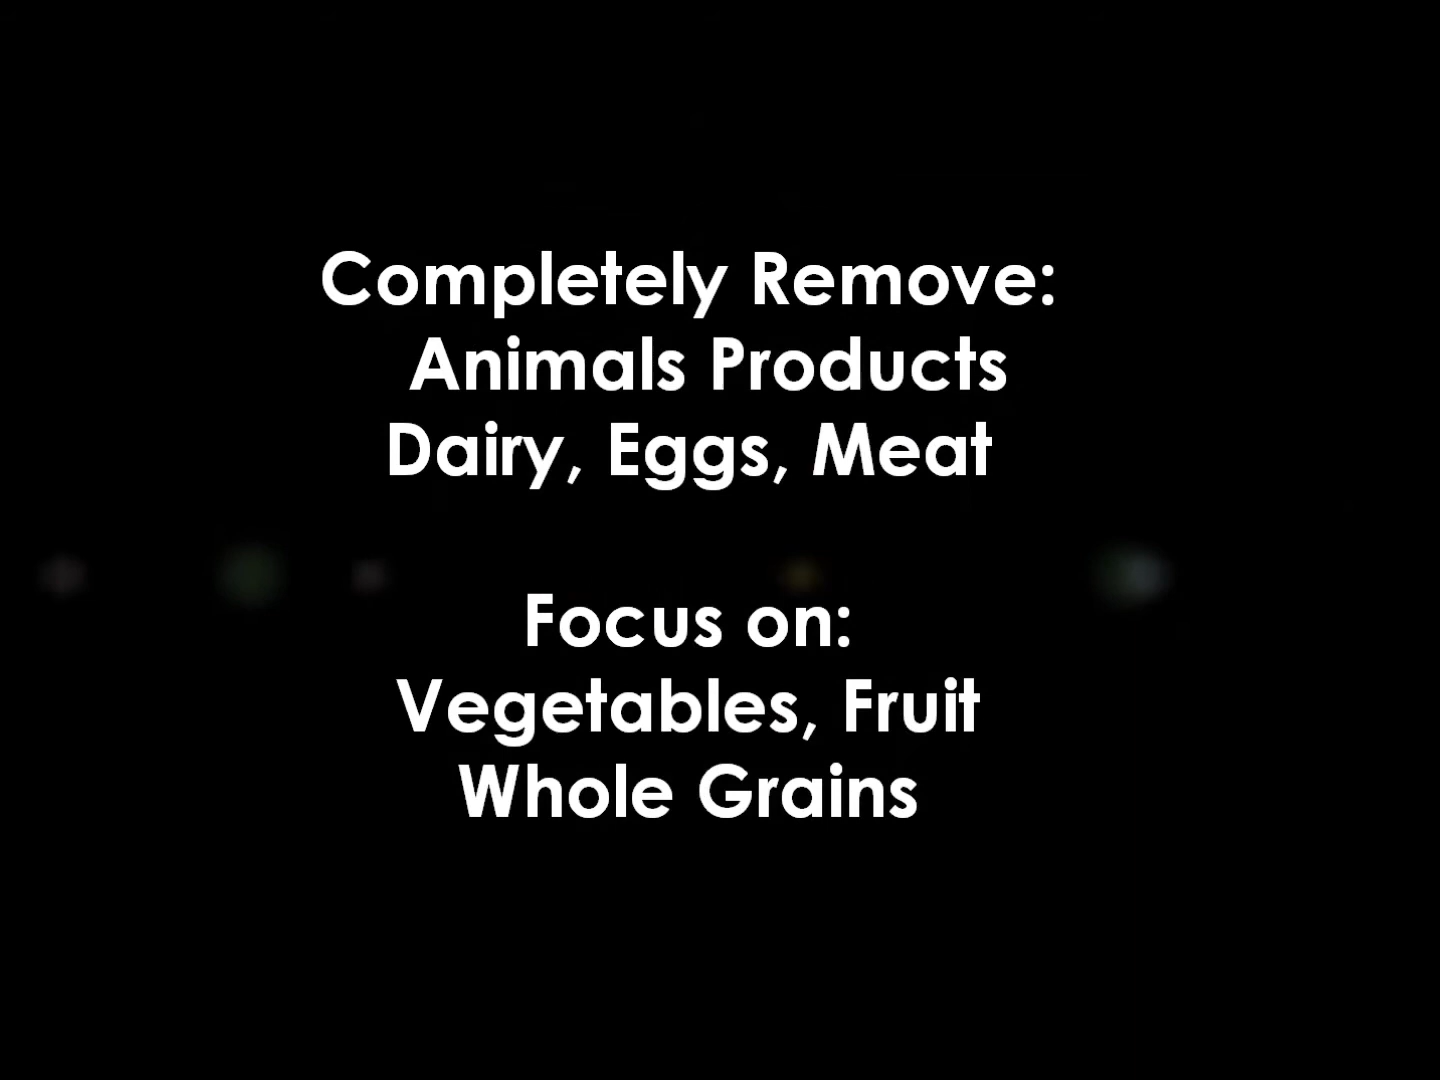 Completely Remove:
Animals Products
Dairy, Eggs, Meat
Focus on:
Vegetables, Fruit
Whole Grains